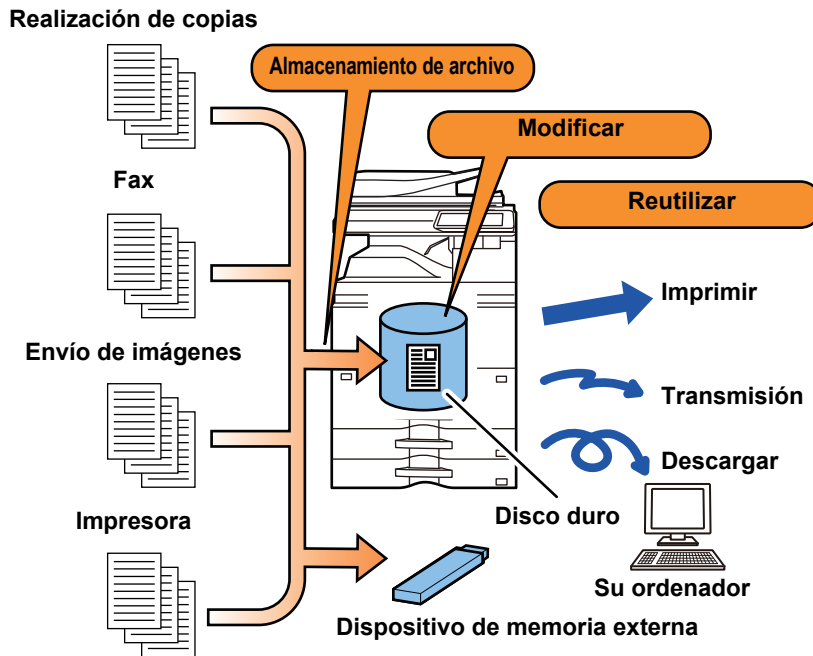 Realización de copias
Almacenamiento de archivo
Modificar
Fax
Reutilizar
Imprimir
Envío de imágenes
Transmisión
Descargar
Impresora
Disco duro
Su ordenador
Dispositivo de memoria externa